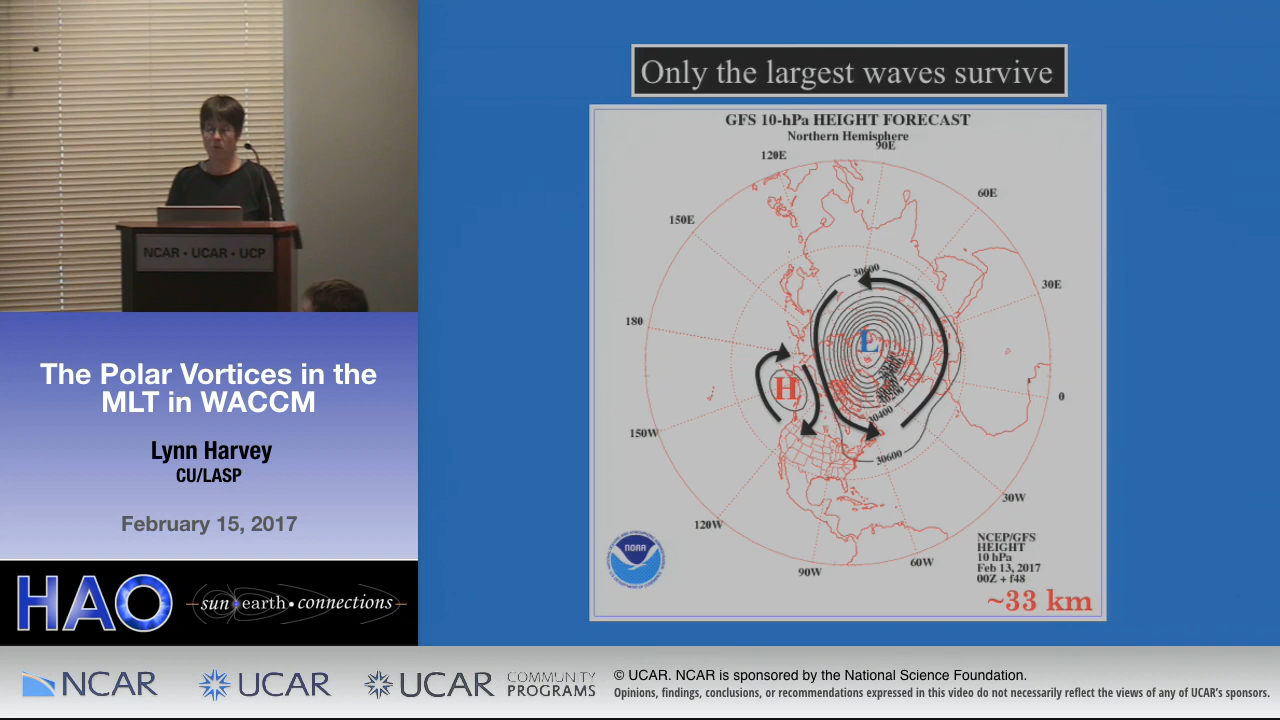 Only the largest waves survive
GFS 10-hPa HEIGHT FORECAST
Northern Hemisphere
90E
120E
60E
150E
30E
30600
180
L
H
0
30200
30400
150W
30600
30W
120W
60W
90W
NOAA
NCEP/GFS
HEIGHT
10 hPa
Feb 13, 2017
00Z + f48
~33 km
NCAR • UCAR • UCP
The Polar Vortices in the
MLT in WACCM
Lynn Harvey
CU/LASP
February 15, 2017
HAO
sun earth • connections
NCAR
UCAR
UCAR
COMMUNITY
PROGRAMS
© UCAR. NCAR is sponsored by the National Science Foundation.
Opinions, findings, conclusions, or recommendations expressed in this video do not necessarily reflect the views of any of UCAR's sponsors.